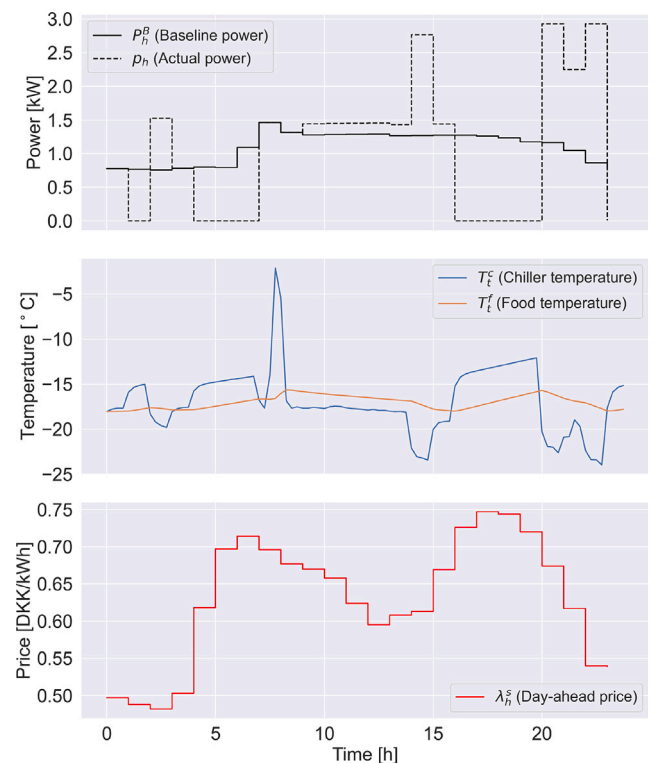 3.0
2.5
2.0
1.5
1.0
0.5
0.0
Power [kW]
P_h^B (Baseline power)
p_h (Actual power)
−5
−10
−15
−20
−25
Temperature [°C]
T_t^c (Chiller temperature)
T_t^f (Food temperature)
0.75
0.70
0.65
0.60
0.55
0.50
Price [DKK/kWh]
λ_h^s (Day-ahead price)
0 5 10 15 20
Time [h]